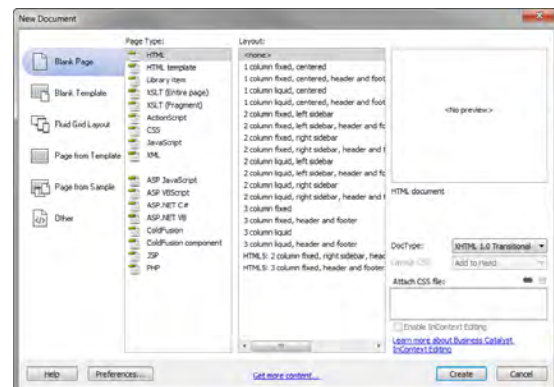 New Document
Blank Page
Blank Template
Fluid Grid Layout
Page from Template
Page from Sample
Other
Page Type:
HTML
HTML template
Library item
XSLT (Entire page)
XSLT (Fragment)
ActionScript
CSS
JavaScript
XML
ASP JavaScript
ASP VBScript
ASP.NET C#
ASP.NET VB
ColdFusion
ColdFusion component
JSP
PHP
Layout:
<none>
1 column fixed, centered
1 column fixed, centered, header and foot
1 column liquid, centered
1 column liquid, centered, header and foot
2 column fixed, left sidebar
2 column fixed, left sidebar, header and fo
2 column fixed, right sidebar
2 column fixed, right sidebar, header and f
2 column liquid, left sidebar
2 column liquid, left sidebar, header and fo
2 column liquid, right sidebar
2 column liquid, right sidebar, header and f
3 column fixed
3 column fixed, header and footer
3 column liquid
3 column liquid, header and footer
HTML5: 2 column fixed, right sidebar, head
HTML5: 3 column fixed, header and footer
<No preview>
HTML document
DocType: XHTML 1.0 Transitional
Layout CSS: Add to Head
Attach CSS file:
Enable InContext Editing
Learn more about Business Catalyst
InContext Editing
Help
Preferences...
Get more content...
Create
Cancel